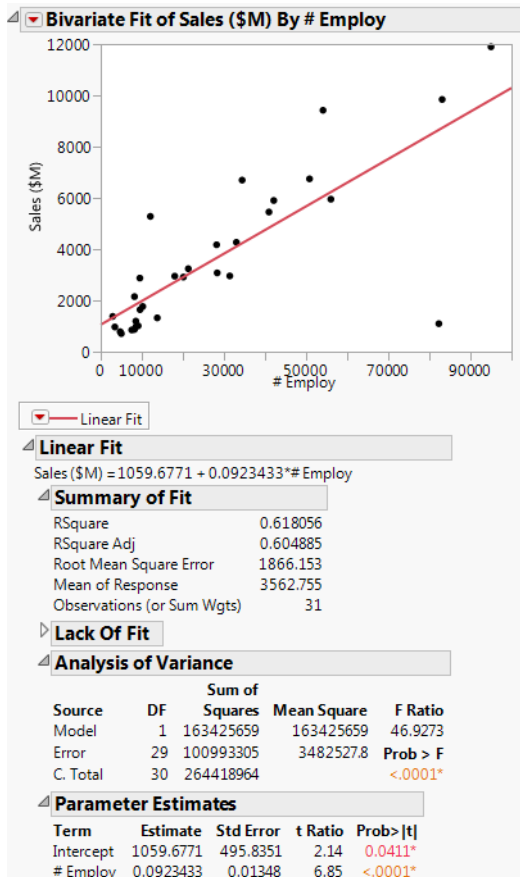 Bivariate Fit of Sales ($M) By # Employ
12000
10000
8000
6000
4000
2000
0
Sales ($M)
0 10000 30000 50000 70000 90000
# Employ
Linear Fit
Linear Fit
Sales ($M) = 1059.6771 + 0.0923433*# Employ
Summary of Fit
RSquare 0.618056
RSquare Adj 0.604885
Root Mean Square Error 1866.153
Mean of Response 3562.755
Observations (or Sum Wgts) 31
Lack Of Fit
Analysis of Variance
Sum of
Source DF Squares Mean Square F Ratio
Model 1 163425659 163425659 46.9273
Error 29 100993305 3482527.8 Prob > F
C. Total 30 264418964 <.0001*
Parameter Estimates
Term Estimate Std Error t Ratio Prob>|t|
Intercept 1059.6771 495.8351 2.14 0.0411*
# Employ 0.0923433 0.01348 6.85 <.0001*